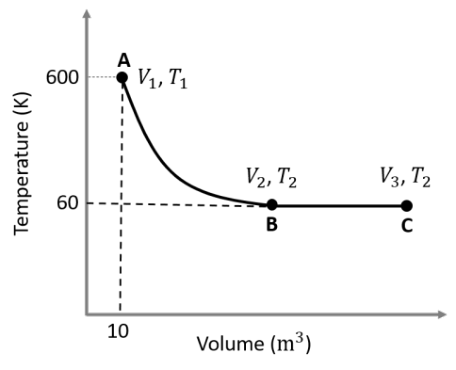 A
600
V₁, T₁
Temperature (K)
V₂, T₂
V₃, T₂
60
B
C
10
Volume (m³)